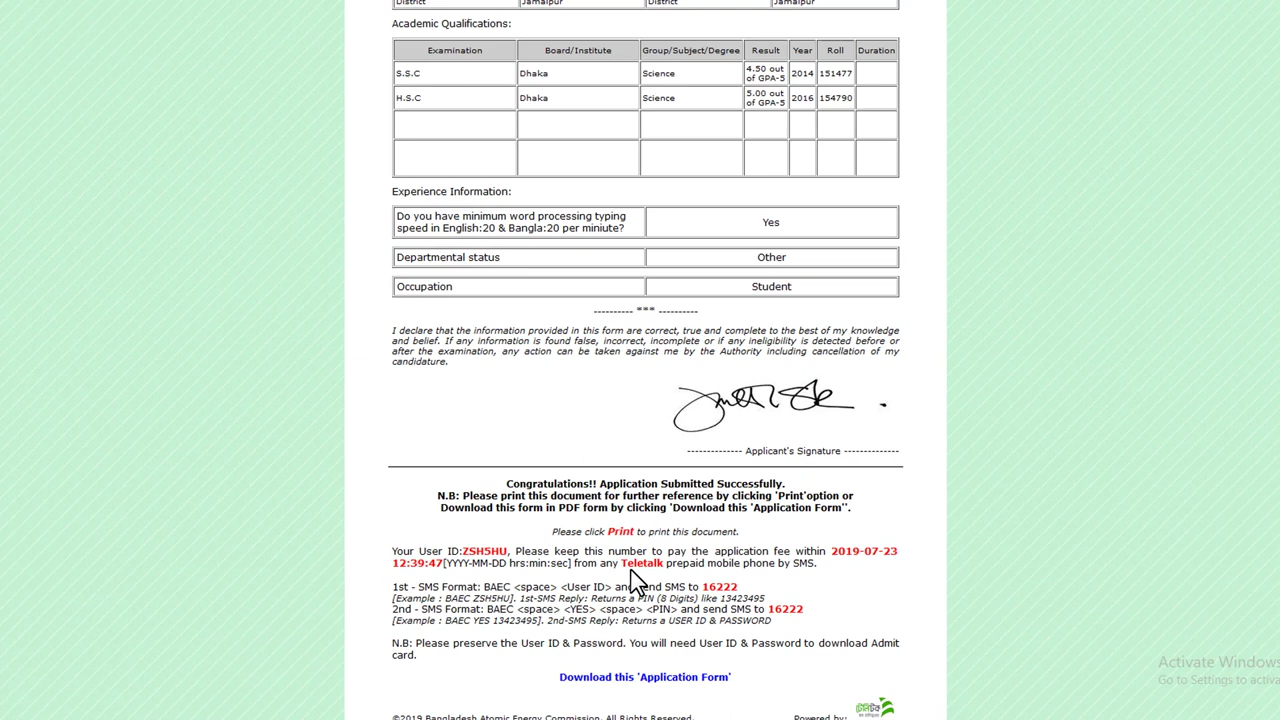 District Jamalpur District Jamalpur
Academic Qualifications:
Examination Board/Institute Group/Subject/Degree Result Year Roll Duration
S.S.C Dhaka Science 4.50 out of GPA-5 2014 151477
H.S.C Dhaka Science 5.00 out of GPA-5 2016 154790
Experience Information:
Do you have minimum word processing typing
speed in English:20 & Bangla:20 per miniute? Yes
Departmental status Other
Occupation Student
---------- *** ----------
I declare that the information provided in this form are correct, true and complete to the best of my knowledge
and belief. If any information is found false, incorrect, incomplete or if any ineligibility is detected before or
after the examination, any action can be taken against me by the Authority including cancellation of my
candidature.
-------------- Applicant's Signature --------------
Congratulations!! Application Submitted Successfully.
N.B: Please print this document for further reference by clicking 'Print'option or
Download this form in PDF form by clicking 'Download this 'Application Form''.
Please click Print to print this document.
Your User ID:ZSH5HU, Please keep this number to pay the application fee within 2019-07-23
12:39:47[YYYY-MM-DD hrs:min:sec] from any Teletalk prepaid mobile phone by SMS.
1st - SMS Format: BAEC <space> <User ID> and send SMS to 16222
[Example : BAEC ZSH5HU]. 1st-SMS Reply: Returns a PIN (8 Digits) like 13423495
2nd - SMS Format: BAEC <space> <YES> <space> <PIN> and send SMS to 16222
[Example : BAEC YES 13423495]. 2nd-SMS Reply: Returns a USER ID & PASSWORD
N.B: Please preserve the User ID & Password. You will need User ID & Password to download Admit
card.
Download this 'Application Form'
©2019 Bangladesh Atomic Energy Commission. All Rights Reserved. Powered by: টেলিটক
Activate Windows
Go to Settings to activa